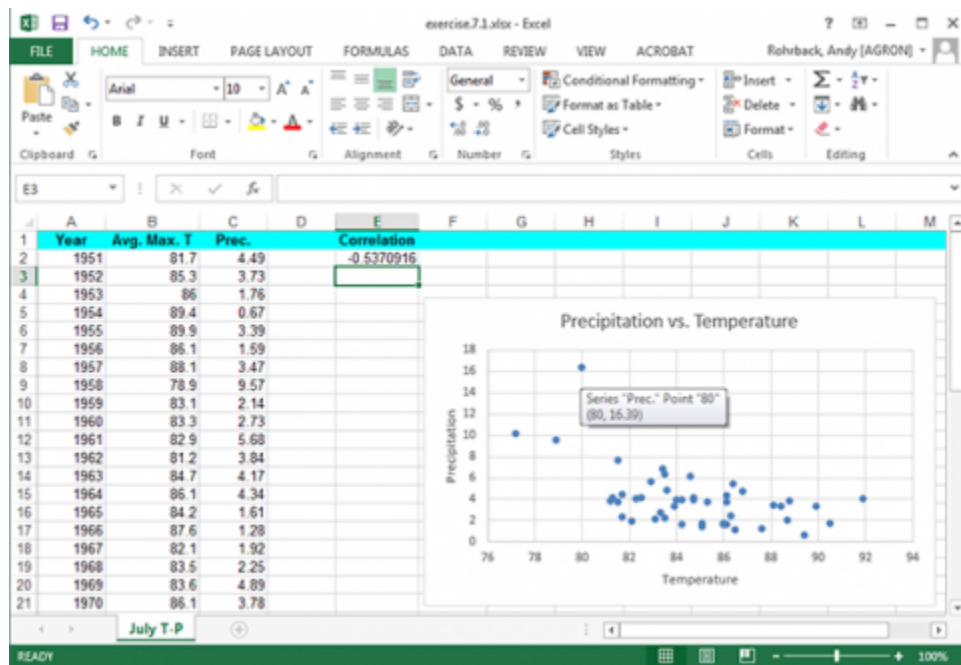 exercise.7.1.xlsx - Excel
FILE HOME INSERT PAGE LAYOUT FORMULAS DATA REVIEW VIEW ACROBAT Rohrback, Andy [AGRON]
Arial 10 A A General Conditional Formatting Insert Σ
Paste B I U A $ % , Format as Table Delete
Cell Styles Format
Clipboard Font Alignment Number Styles Cells Editing
E3 fx
A B C D E F G H I J K L M
1 Year Avg. Max. T Prec. Correlation
2 1951 81.7 4.49 -0.5370916
3 1952 85.3 3.73
4 1953 86 1.76
5 1954 89.4 0.67
6 1955 89.9 3.39
7 1956 86.1 1.59
8 1957 88.1 3.47
9 1958 78.9 9.57
10 1959 83.1 2.14
11 1960 83.3 2.73
12 1961 82.9 5.68
13 1962 81.2 3.84
14 1963 84.7 4.17
15 1964 86.1 4.34
16 1965 84.2 1.61
17 1966 87.6 1.28
18 1967 82.1 1.92
19 1968 83.5 2.25
20 1969 83.6 4.89
21 1970 86.1 3.78
Precipitation vs. Temperature
18
16
14
12
10
8
6
4
2
0
Precipitation
Series "Prec." Point "80"
(80, 16.39)
76 78 80 82 84 86 88 90 92 94
Temperature
July T-P
READY 100%